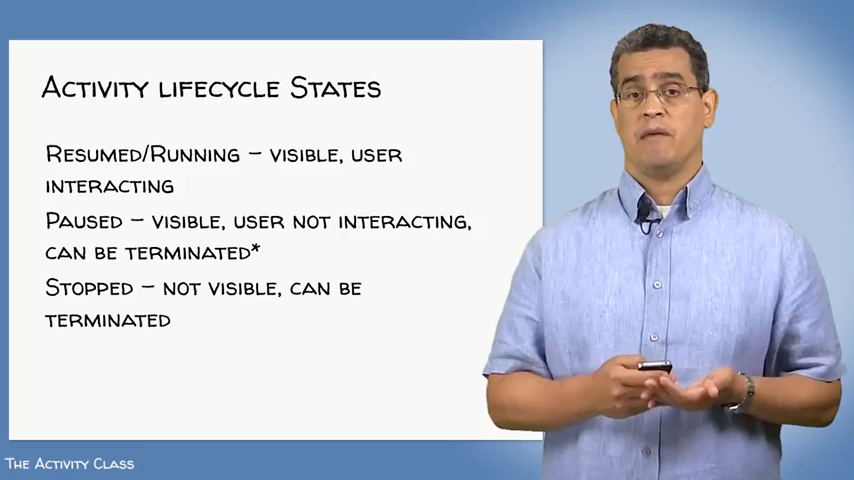 Activity lifecycle States
Resumed/Running – visible, user
interacting
Paused – visible, user not interacting,
can be terminated*
Stopped – not visible, can be
terminated
The Activity Class